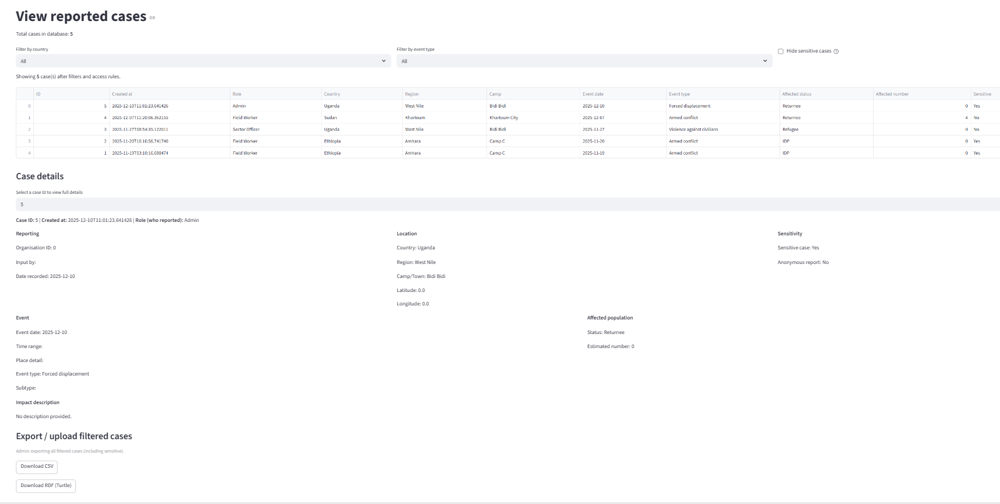 View reported cases
Total cases in database: 5
Filter by country
Filter by event type
All
All
Hide sensitive cases
Showing 5 case(s) after filters and access rules.
ID Created at Role Country Region Camp Event date Event type Affected status Affected number Sensitive
0 5 2025-12-10T11:01:23.641426 Admin Uganda West Nile Bidi Bidi 2025-12-10 Forced displacement Returnee 0 Yes
1 4 2025-12-07T11:20:06.362155 Field Worker Sudan Khartoum Khartoum City 2025-12-07 Armed conflict Returnee 4 No
2 3 2025-11-27T08:54:35.122011 Sector Officer Uganda West Nile Bidi Bidi 2025-11-27 Violence against civilians Refugee 0 No
3 2 2025-11-20T16:16:56.741740 Field Worker Ethiopia Amhara Camp C 2025-11-20 Armed conflict IDP 0 Yes
4 1 2025-11-19T03:10:16.688474 Field Worker Ethiopia Amhara Camp C 2025-11-19 Armed conflict IDP 0 Yes
Case details
Select a case ID to view full details
5
Case ID: 5 | Created at: 2025-12-10T11:01:23.641426 | Role (who reported): Admin
Reporting
Organisation ID: 0
Input by:
Date recorded: 2025-12-10
Location
Country: Uganda
Region: West Nile
Camp/Town: Bidi Bidi
Latitude: 0.0
Longitude: 0.0
Sensitivity
Sensitive case: Yes
Anonymous report: No
Event
Event date: 2025-12-10
Time range:
Place detail:
Event type: Forced displacement
Subtype:
Affected population
Status: Returnee
Estimated number: 0
Impact description
No description provided.
Export / upload filtered cases
Admin: exporting all filtered cases (including sensitive).
Download CSV
Download RDF (Turtle)